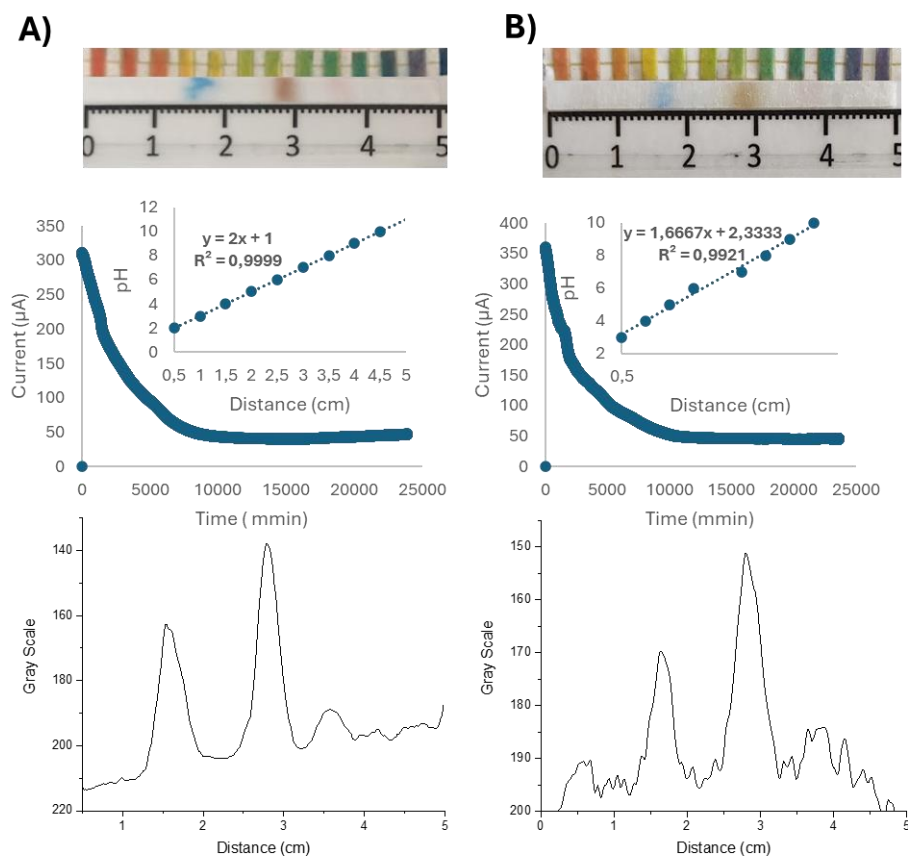 A)
B)
0 1 2 3 4 5
0 1 2 3 4 5
350
300
250
200
150
100
50
0
Current (µA)
12
10
8
6
4
2
0
pH
y = 2x + 1
R² = 0,9999
0,5 1 1,5 2 2,5 3 3,5 4 4,5 5
Distance (cm)
0 5000 10000 15000 20000 25000
Time ( mmin)
400
350
300
250
200
150
100
50
0
Current (µA)
10
8
6
4
2
pH
y = 1,6667x + 2,3333
R² = 0,9921
0,5
Distance (cm)
0 5000 10000 15000 20000 25000
Time (mmin)
140
160
180
200
220
Gray Scale
1 2 3 4 5
Distance (cm)
150
160
170
180
190
200
Gray Scale
0 1 2 3 4 5
Distance (cm)